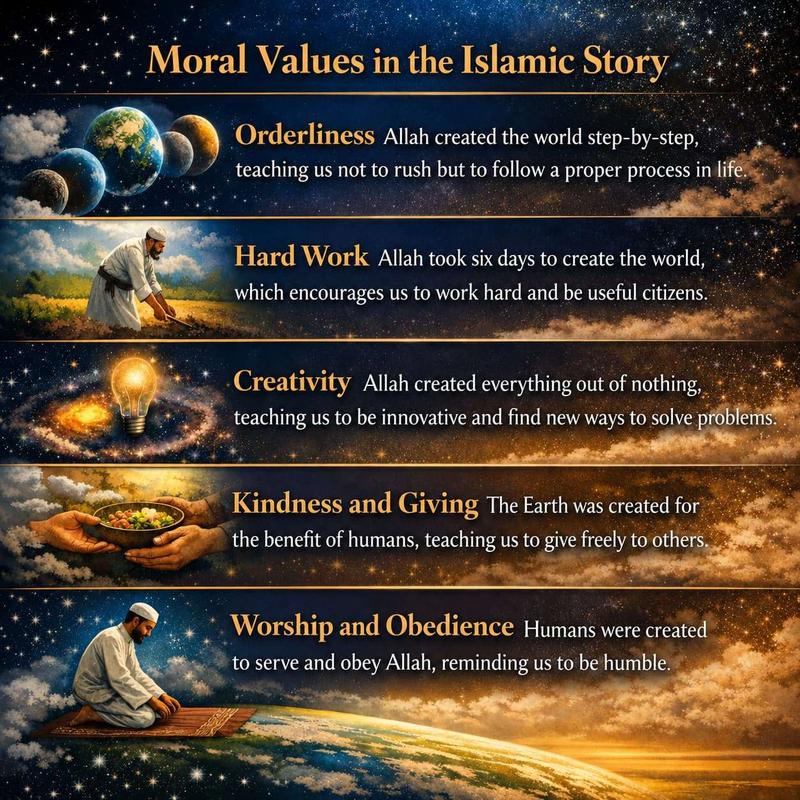 Moral Values in the Islamic Story
Orderliness Allah created the world step-by-step,
teaching us not to rush but to follow a proper process in life.
Hard Work Allah took six days to create the world,
which encourages us to work hard and be useful citizens.
Creativity Allah created everything out of nothing,
teaching us to be innovative and find new ways to solve problems.
Kindness and Giving The Earth was created for
the benefit of humans, teaching us to give freely to others.
Worship and Obedience Humans were created
to serve and obey Allah, reminding us to be humble.